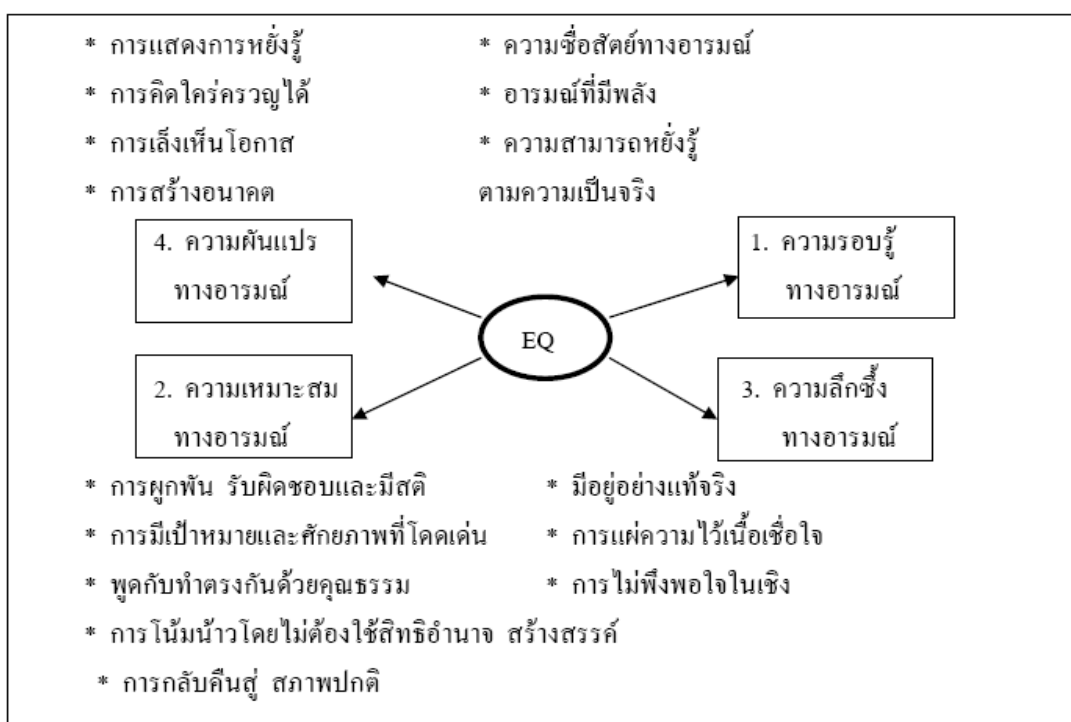 * การแสดงการหยั่งรู้
* ความซื่อสัตย์ทางอารมณ์
* การคิดใคร่ครวญได้
* อารมณ์ที่มีพลัง
* การเล็งเห็นโอกาส
* ความสามารถหยั่งรู้
* การสร้างอนาคต
ตามความเป็นจริง
4. ความผันแปร
ทางอารมณ์
1. ความรอบรู้
ทางอารมณ์
EQ
2. ความเหมาะสม
ทางอารมณ์
3. ความลึกซึ้ง
ทางอารมณ์
* การผูกพัน รับผิดชอบและมีสติ
* มีอยู่อย่างแท้จริง
* การมีเป้าหมายและศักยภาพที่โดดเด่น
* การแผ่ความไว้เนื้อเชื่อใจ
* พูดกับทำตรงกันด้วยคุณธรรม
* การไม่พึงพอใจในเชิง
* การโน้มน้าวโดยไม่ต้องใช้สิทธิอำนาจ สร้างสรรค์
* การกลับคืนสู่ สภาพปกติ